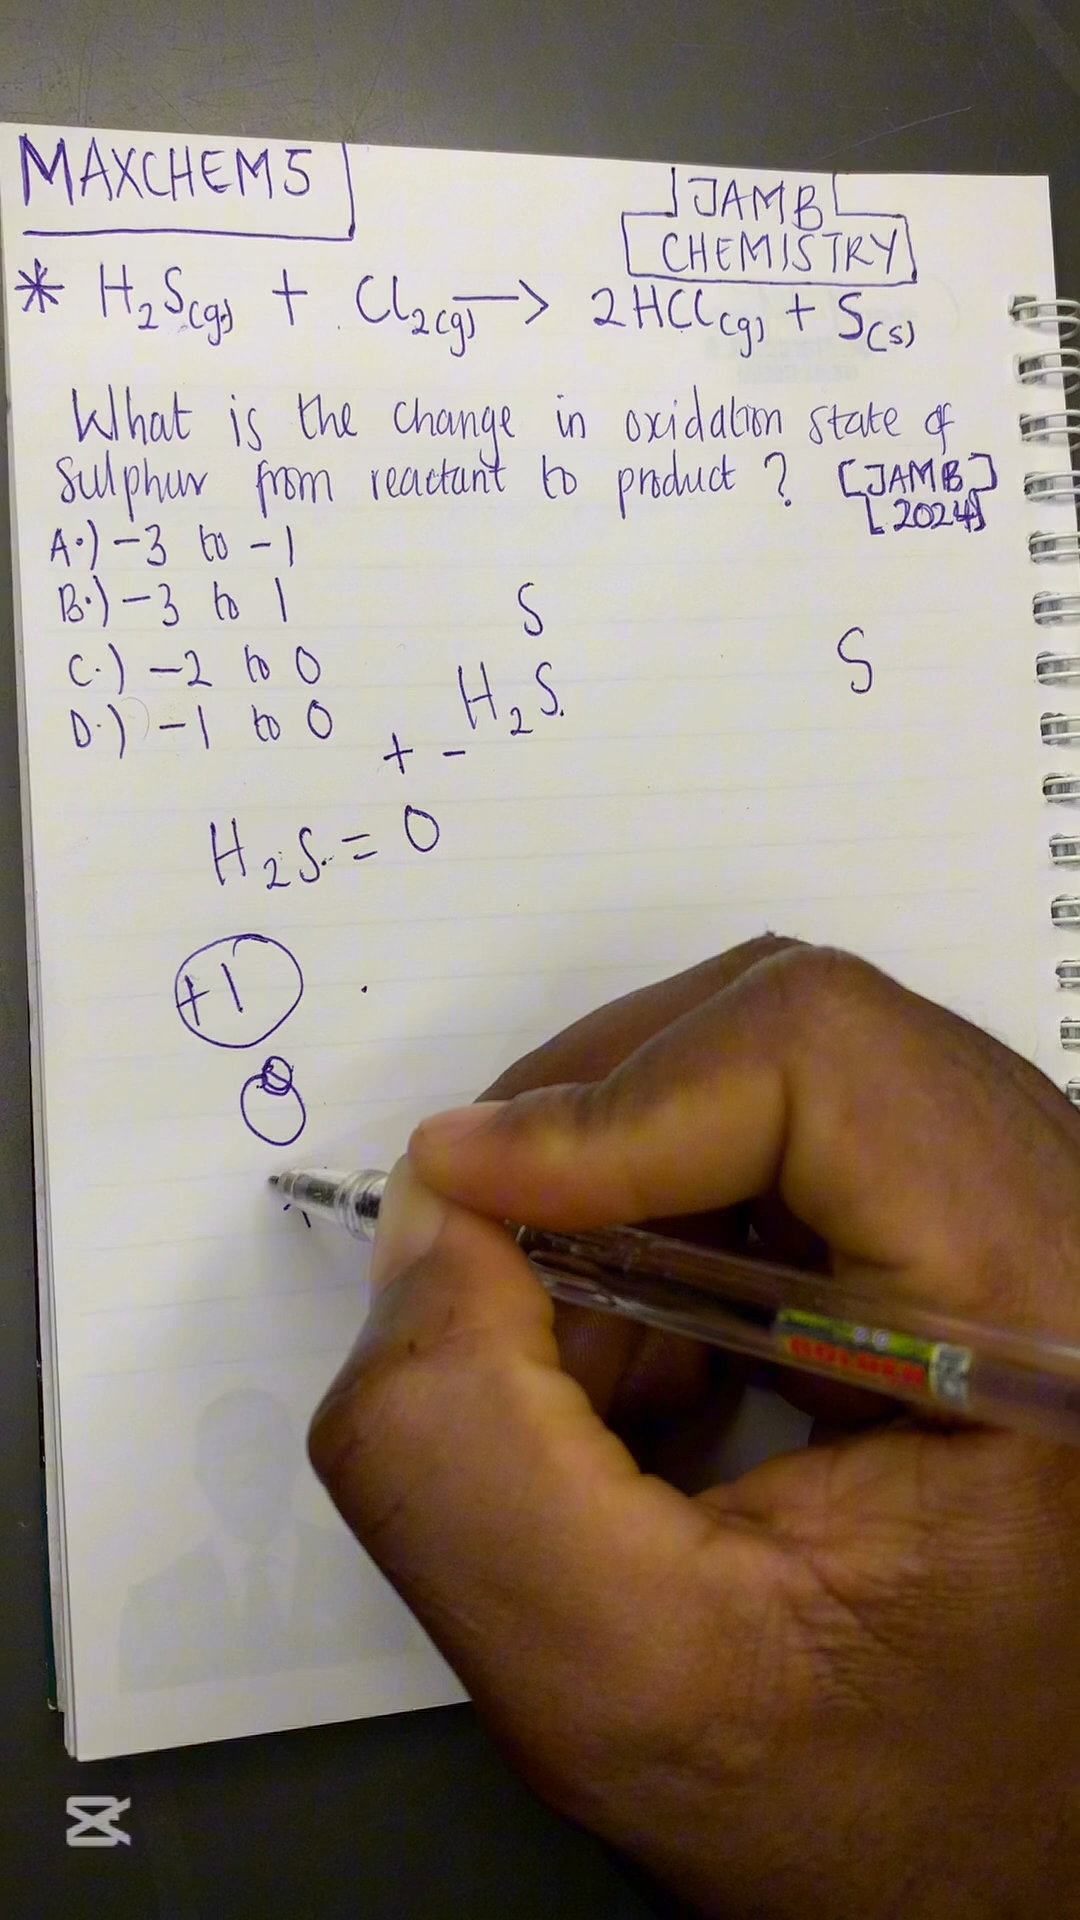 MAXCHEM5
JAMB
CHEMISTRY
* H₂S(g) + Cl₂(g) → 2HCl(g) + S(s)
What is the change in oxidation state of
Sulphur from reactant to product ? [JAMB]
[2024]
A.) -3 to -1
B.) -3 to 1
C.) -2 to 0
D.) -1 to 0
S
H₂S
S
+ -
H₂S = 0
+1